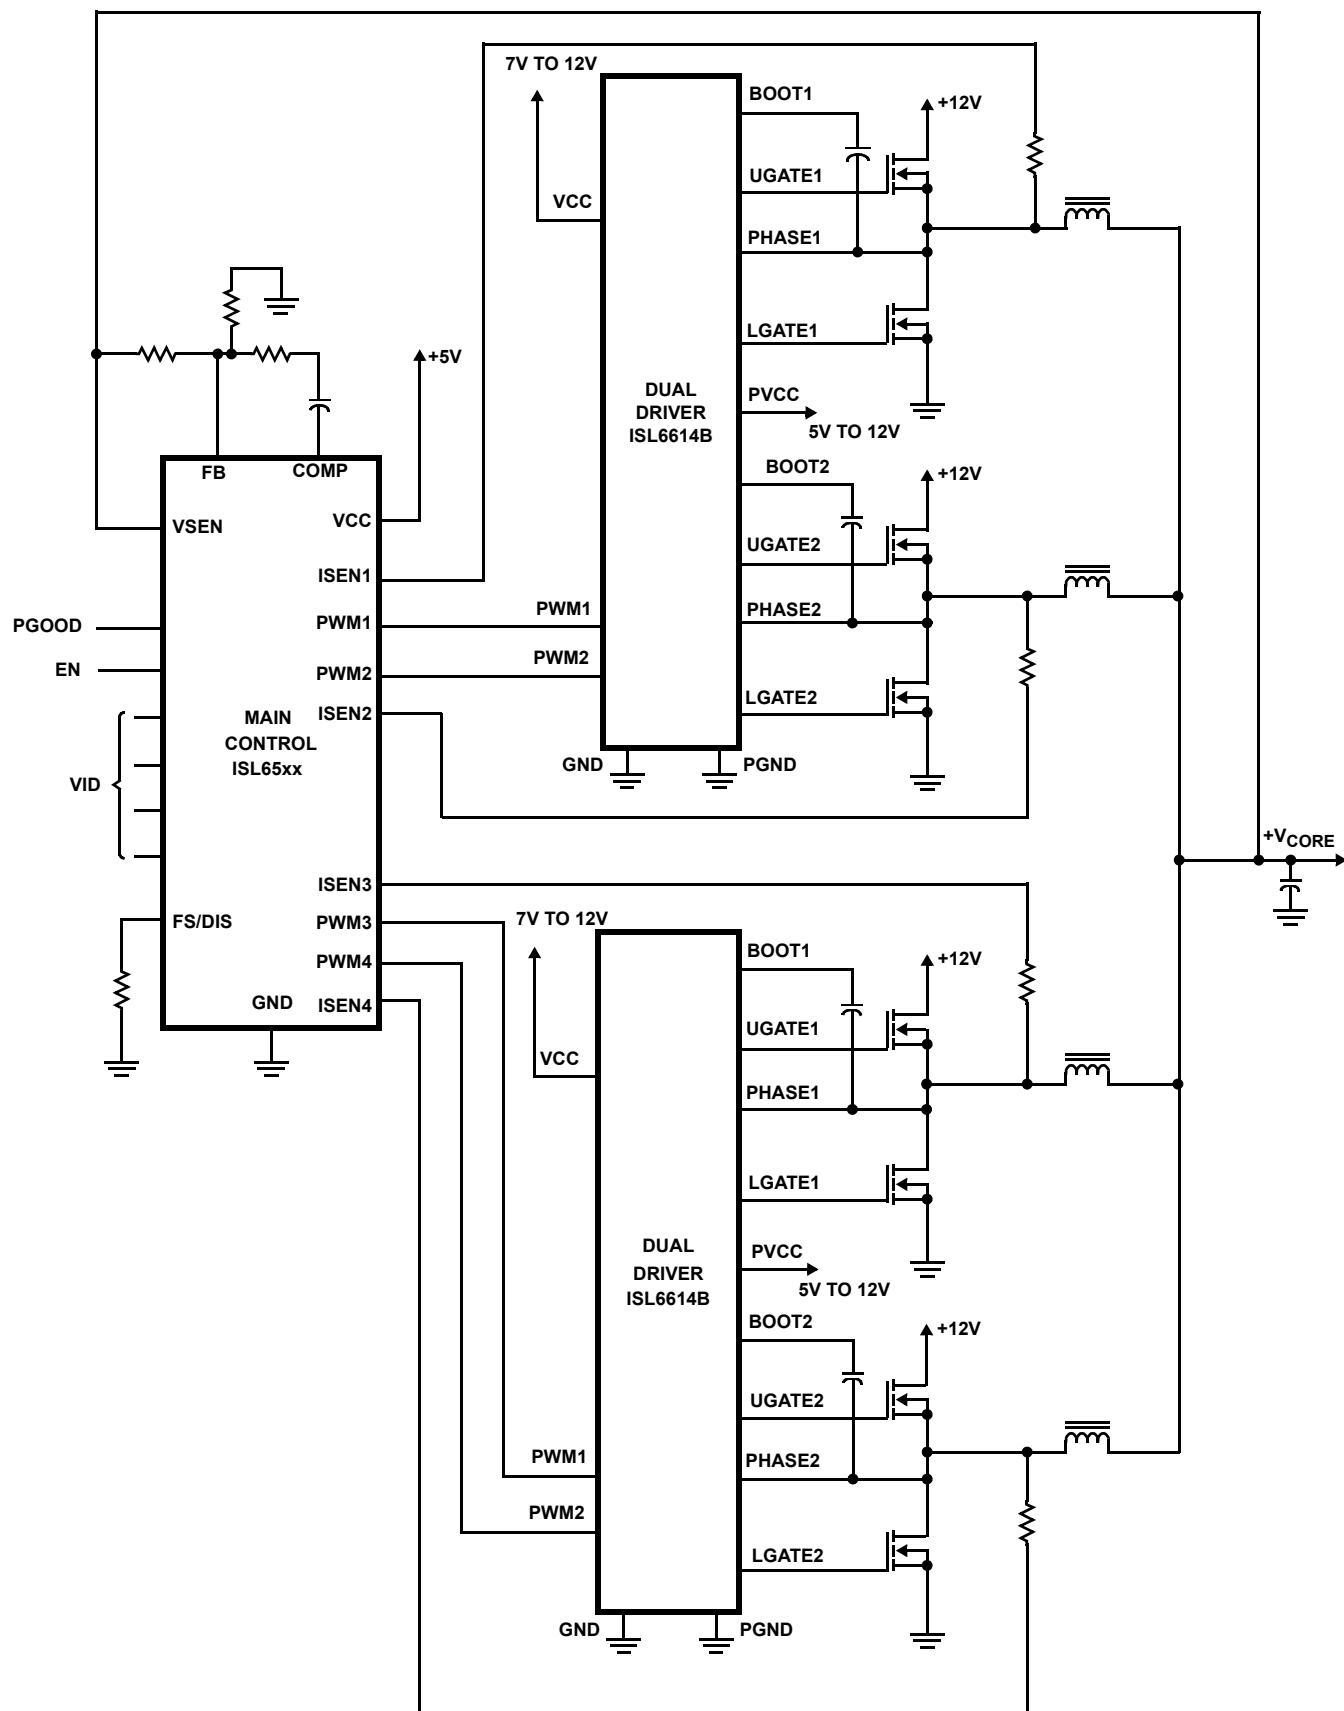 7V TO 12V
BOOT1
+12V
UGATE1
VCC
PHASE1
LGATE1
+5V
DUAL
DRIVER
ISL6614B
PVCC
5V TO 12V
BOOT2
+12V
FB
COMP
VSEN
VCC
UGATE2
ISEN1
PHASE2
PGOOD
PWM1
PWM1
EN
PWM2
PWM2
LGATE2
MAIN
CONTROL
ISL65xx
ISEN2
GND
PGND
VID
+VCORE
ISEN3
FS/DIS
PWM3
7V TO 12V
PWM4
BOOT1
+12V
GND
ISEN4
UGATE1
VCC
PHASE1
LGATE1
DUAL
DRIVER
ISL6614B
PVCC
5V TO 12V
BOOT2
+12V
UGATE2
PWM1
PHASE2
PWM2
LGATE2
GND
PGND